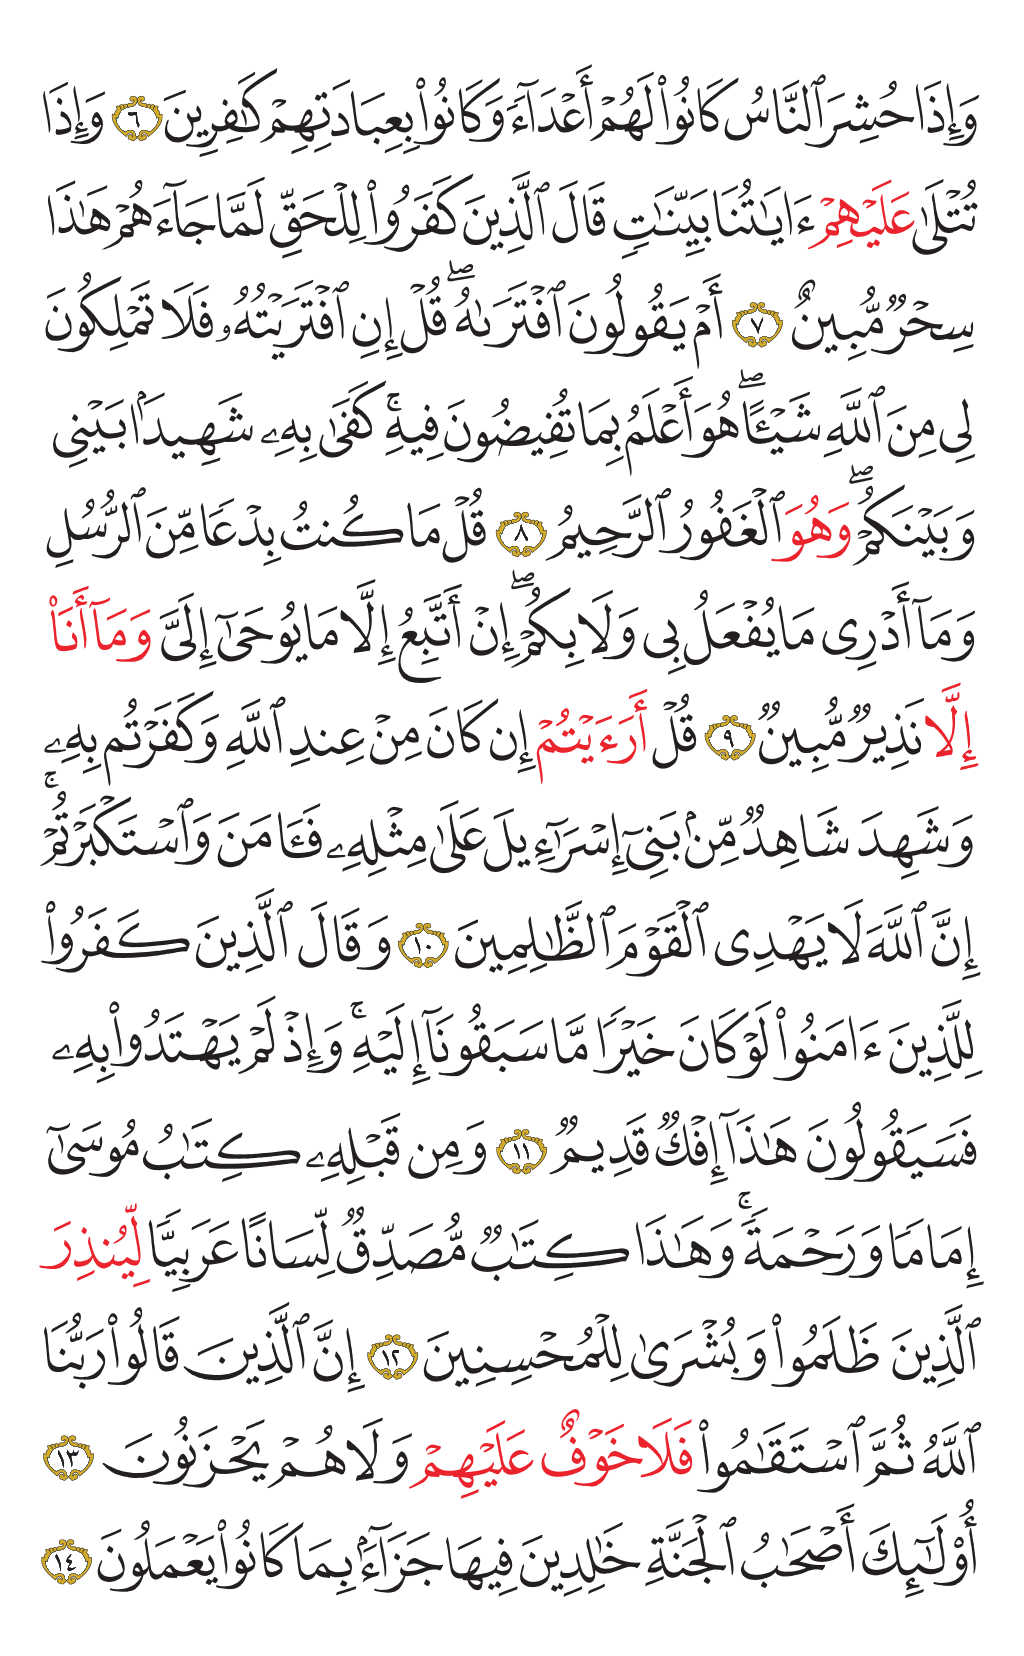 وَإِذَا حُشِرَ ٱلنَّاسُ كَانُوا۟ لَهُمْ أَعْدَآءً وَكَانُوا۟ بِعِبَادَتِهِمْ كَـٰفِرِينَ ٦ وَإِذَا
تُتْلَىٰ عَلَيْهِمْ ءَايَـٰتُنَا بَيِّنَـٰتٍ قَالَ ٱلَّذِينَ كَفَرُوا۟ لِلْحَقِّ لَمَّا جَآءَهُمْ هَـٰذَا
سِحْرٌ مُّبِينٌ ٧ أَمْ يَقُولُونَ ٱفْتَرَىٰهُ ۖ قُلْ إِنِ ٱفْتَرَيْتُهُۥ فَلَا تَمْلِكُونَ
لِى مِنَ ٱللَّهِ شَيْـًٔا ۖ هُوَ أَعْلَمُ بِمَا تُفِيضُونَ فِيهِ ۚ كَفَىٰ بِهِۦ شَهِيدًۢا بَيْنِى
وَبَيْنَكُمْ ۖ وَهُوَ ٱلْغَفُورُ ٱلرَّحِيمُ ٨ قُلْ مَا كُنتُ بِدْعًا مِّنَ ٱلرُّسُلِ
وَمَآ أَدْرِى مَا يُفْعَلُ بِى وَلَا بِكُمْ ۖ إِنْ أَتَّبِعُ إِلَّا مَا يُوحَىٰٓ إِلَىَّ وَمَآ أَنَا۠
إِلَّا نَذِيرٌ مُّبِينٌ ٩ قُلْ أَرَءَيْتُمْ إِن كَانَ مِنْ عِندِ ٱللَّهِ وَكَفَرْتُم بِهِۦ
وَشَهِدَ شَاهِدٌ مِّنۢ بَنِىٓ إِسْرَٰٓءِيلَ عَلَىٰ مِثْلِهِۦ فَـَٔامَنَ وَٱسْتَكْبَرْتُمْ ۚ
إِنَّ ٱللَّهَ لَا يَهْدِى ٱلْقَوْمَ ٱلظَّـٰلِمِينَ ١٠ وَقَالَ ٱلَّذِينَ كَفَرُوا۟
لِلَّذِينَ ءَامَنُوا۟ لَوْ كَانَ خَيْرًا مَّا سَبَقُونَآ إِلَيْهِ ۚ وَإِذْ لَمْ يَهْتَدُوا۟ بِهِۦ
فَسَيَقُولُونَ هَـٰذَآ إِفْكٌ قَدِيمٌ ١١ وَمِن قَبْلِهِۦ كِتَـٰبُ مُوسَىٰٓ
إِمَامًا وَرَحْمَةً ۚ وَهَـٰذَا كِتَـٰبٌ مُّصَدِّقٌ لِّسَانًا عَرَبِيًّا لِّيُنذِرَ
ٱلَّذِينَ ظَلَمُوا۟ وَبُشْرَىٰ لِلْمُحْسِنِينَ ١٢ إِنَّ ٱلَّذِينَ قَالُوا۟ رَبُّنَا
ٱللَّهُ ثُمَّ ٱسْتَقَـٰمُوا۟ فَلَا خَوْفٌ عَلَيْهِمْ وَلَا هُمْ يَحْزَنُونَ ١٣
أُو۟لَـٰٓئِكَ أَصْحَـٰبُ ٱلْجَنَّةِ خَـٰلِدِينَ فِيهَا جَزَآءًۢ بِمَا كَانُوا۟ يَعْمَلُونَ ١٤